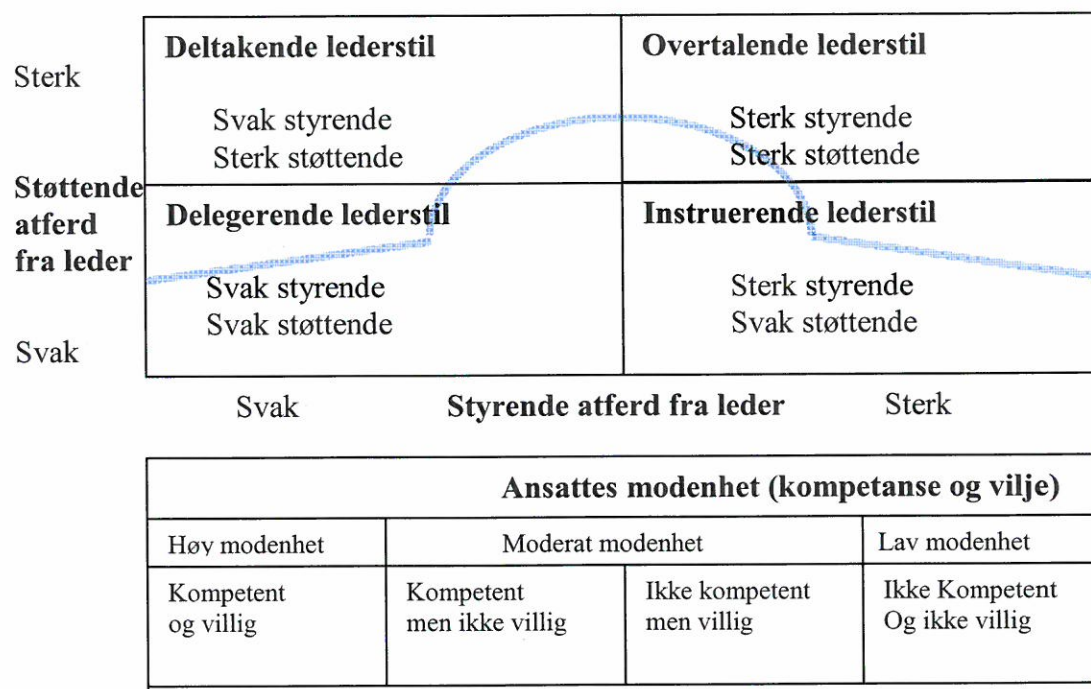 Deltakende lederstil
Overtalende lederstil
Sterk
Svak styrende
Sterk støttende
Sterk styrende
Sterk støttende
Støttende
atferd
fra leder
Delegerende lederstil
Instruerende lederstil
Svak styrende
Svak støttende
Sterk styrende
Svak støttende
Svak
Svak
Styrende atferd fra leder
Sterk
Ansattes modenhet (kompetanse og vilje)
Høy modenhet
Moderat modenhet
Lav modenhet
Kompetent
og villig
Kompetent
men ikke villig
Ikke kompetent
men villig
Ikke Kompetent
Og ikke villig